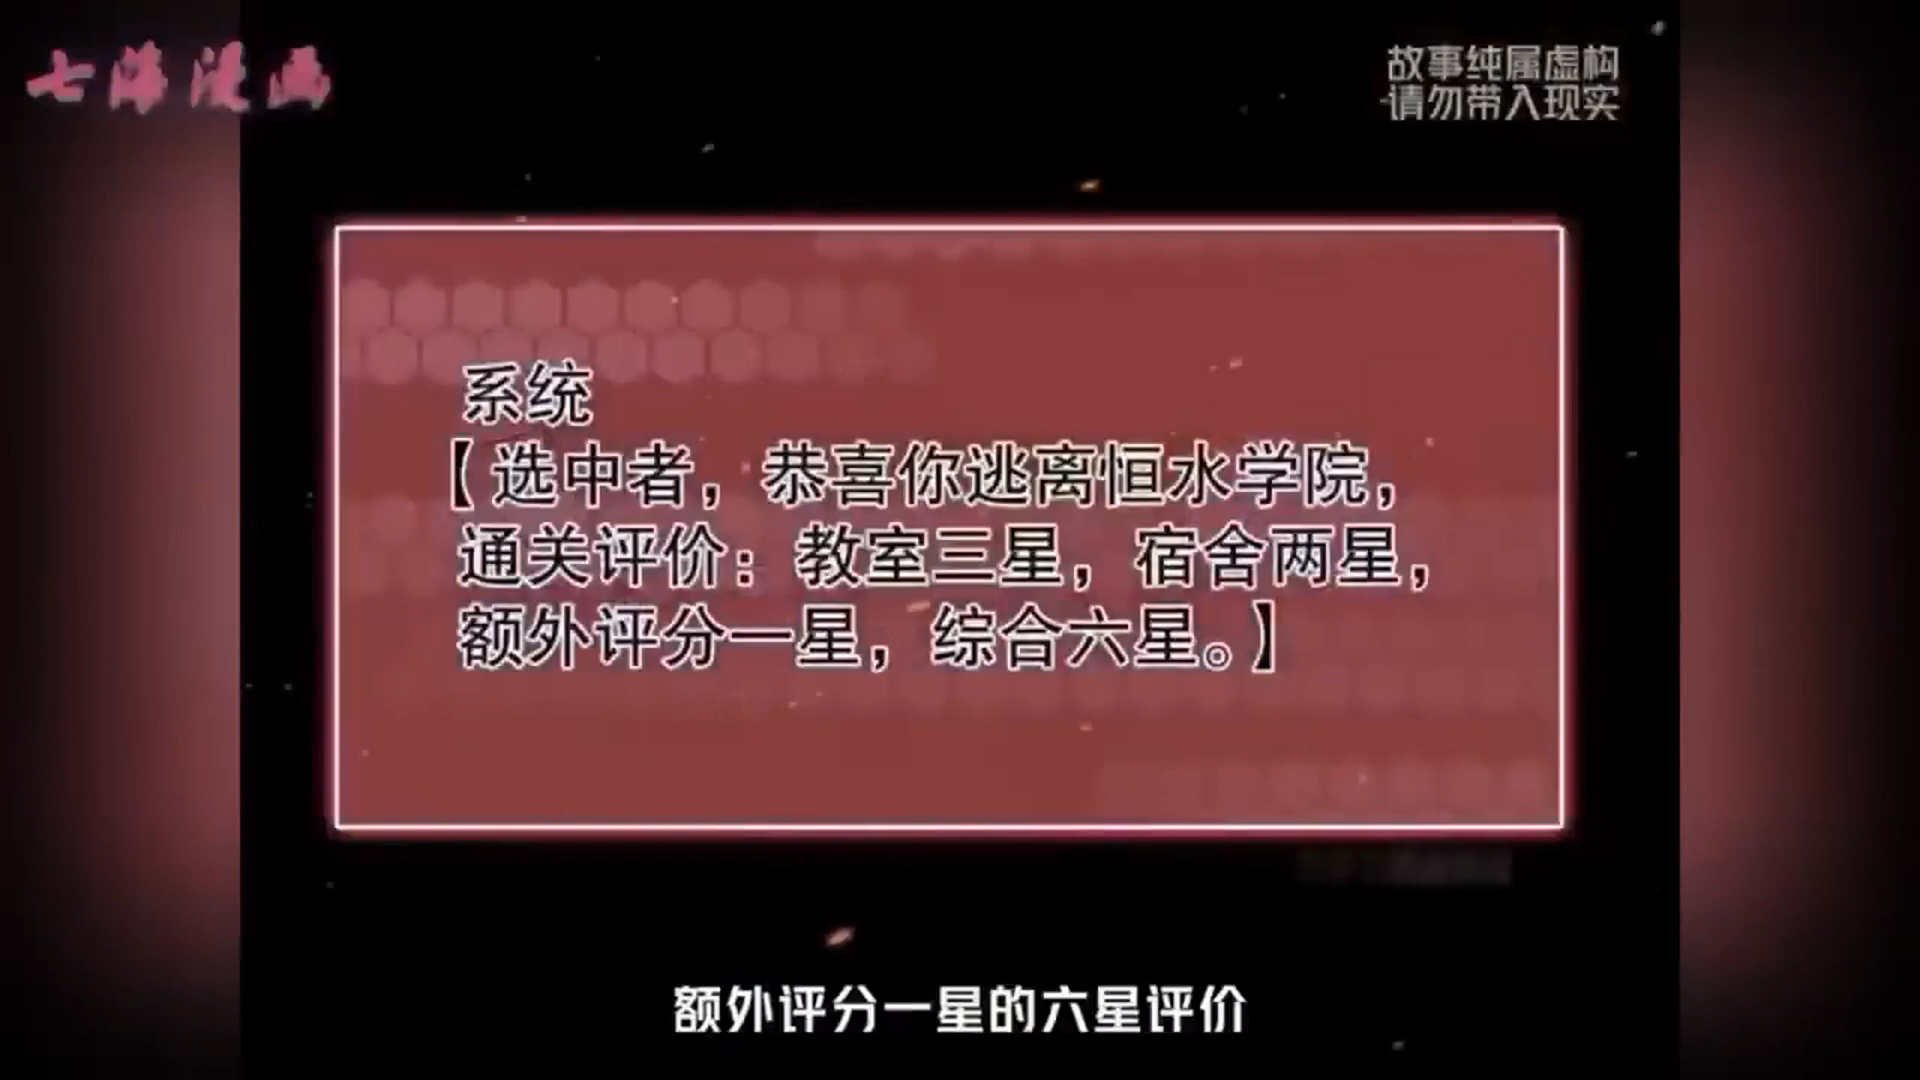 七海漫画
故事纯属虚构
请勿带入现实
系统
【选中者，恭喜你逃离恒水学院，
通关评价：教室三星，宿舍两星，
额外评分一星，综合六星。】
额外评分一星的六星评价